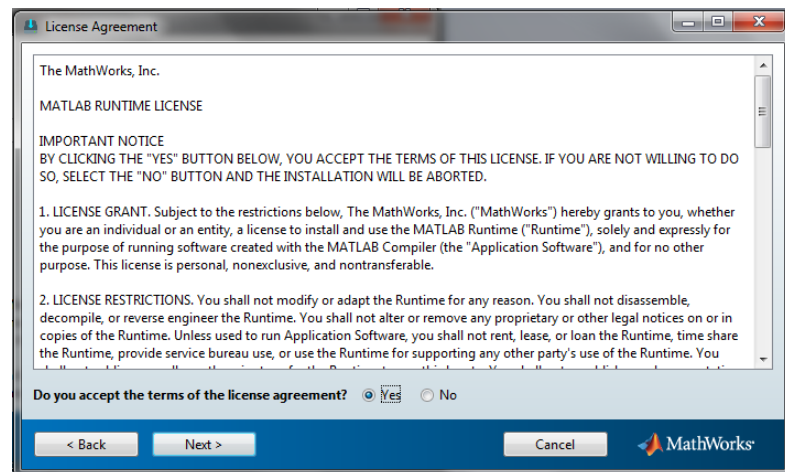 License Agreement
The MathWorks, Inc.
MATLAB RUNTIME LICENSE
IMPORTANT NOTICE
BY CLICKING THE "YES" BUTTON BELOW, YOU ACCEPT THE TERMS OF THIS LICENSE. IF YOU ARE NOT WILLING TO DO
SO, SELECT THE "NO" BUTTON AND THE INSTALLATION WILL BE ABORTED.
1. LICENSE GRANT. Subject to the restrictions below, The MathWorks, Inc. ("MathWorks") hereby grants to you, whether
you are an individual or an entity, a license to install and use the MATLAB Runtime ("Runtime"), solely and expressly for
the purpose of running software created with the MATLAB Compiler (the "Application Software"), and for no other
purpose. This license is personal, nonexclusive, and nontransferable.
2. LICENSE RESTRICTIONS. You shall not modify or adapt the Runtime for any reason. You shall not disassemble,
decompile, or reverse engineer the Runtime. You shall not alter or remove any proprietary or other legal notices on or in
copies of the Runtime. Unless used to run Application Software, you shall not rent, lease, or loan the Runtime, time share
the Runtime, provide service bureau use, or use the Runtime for supporting any other party's use of the Runtime. You
Do you accept the terms of the license agreement? Yes No
< Back Next > Cancel MathWorks